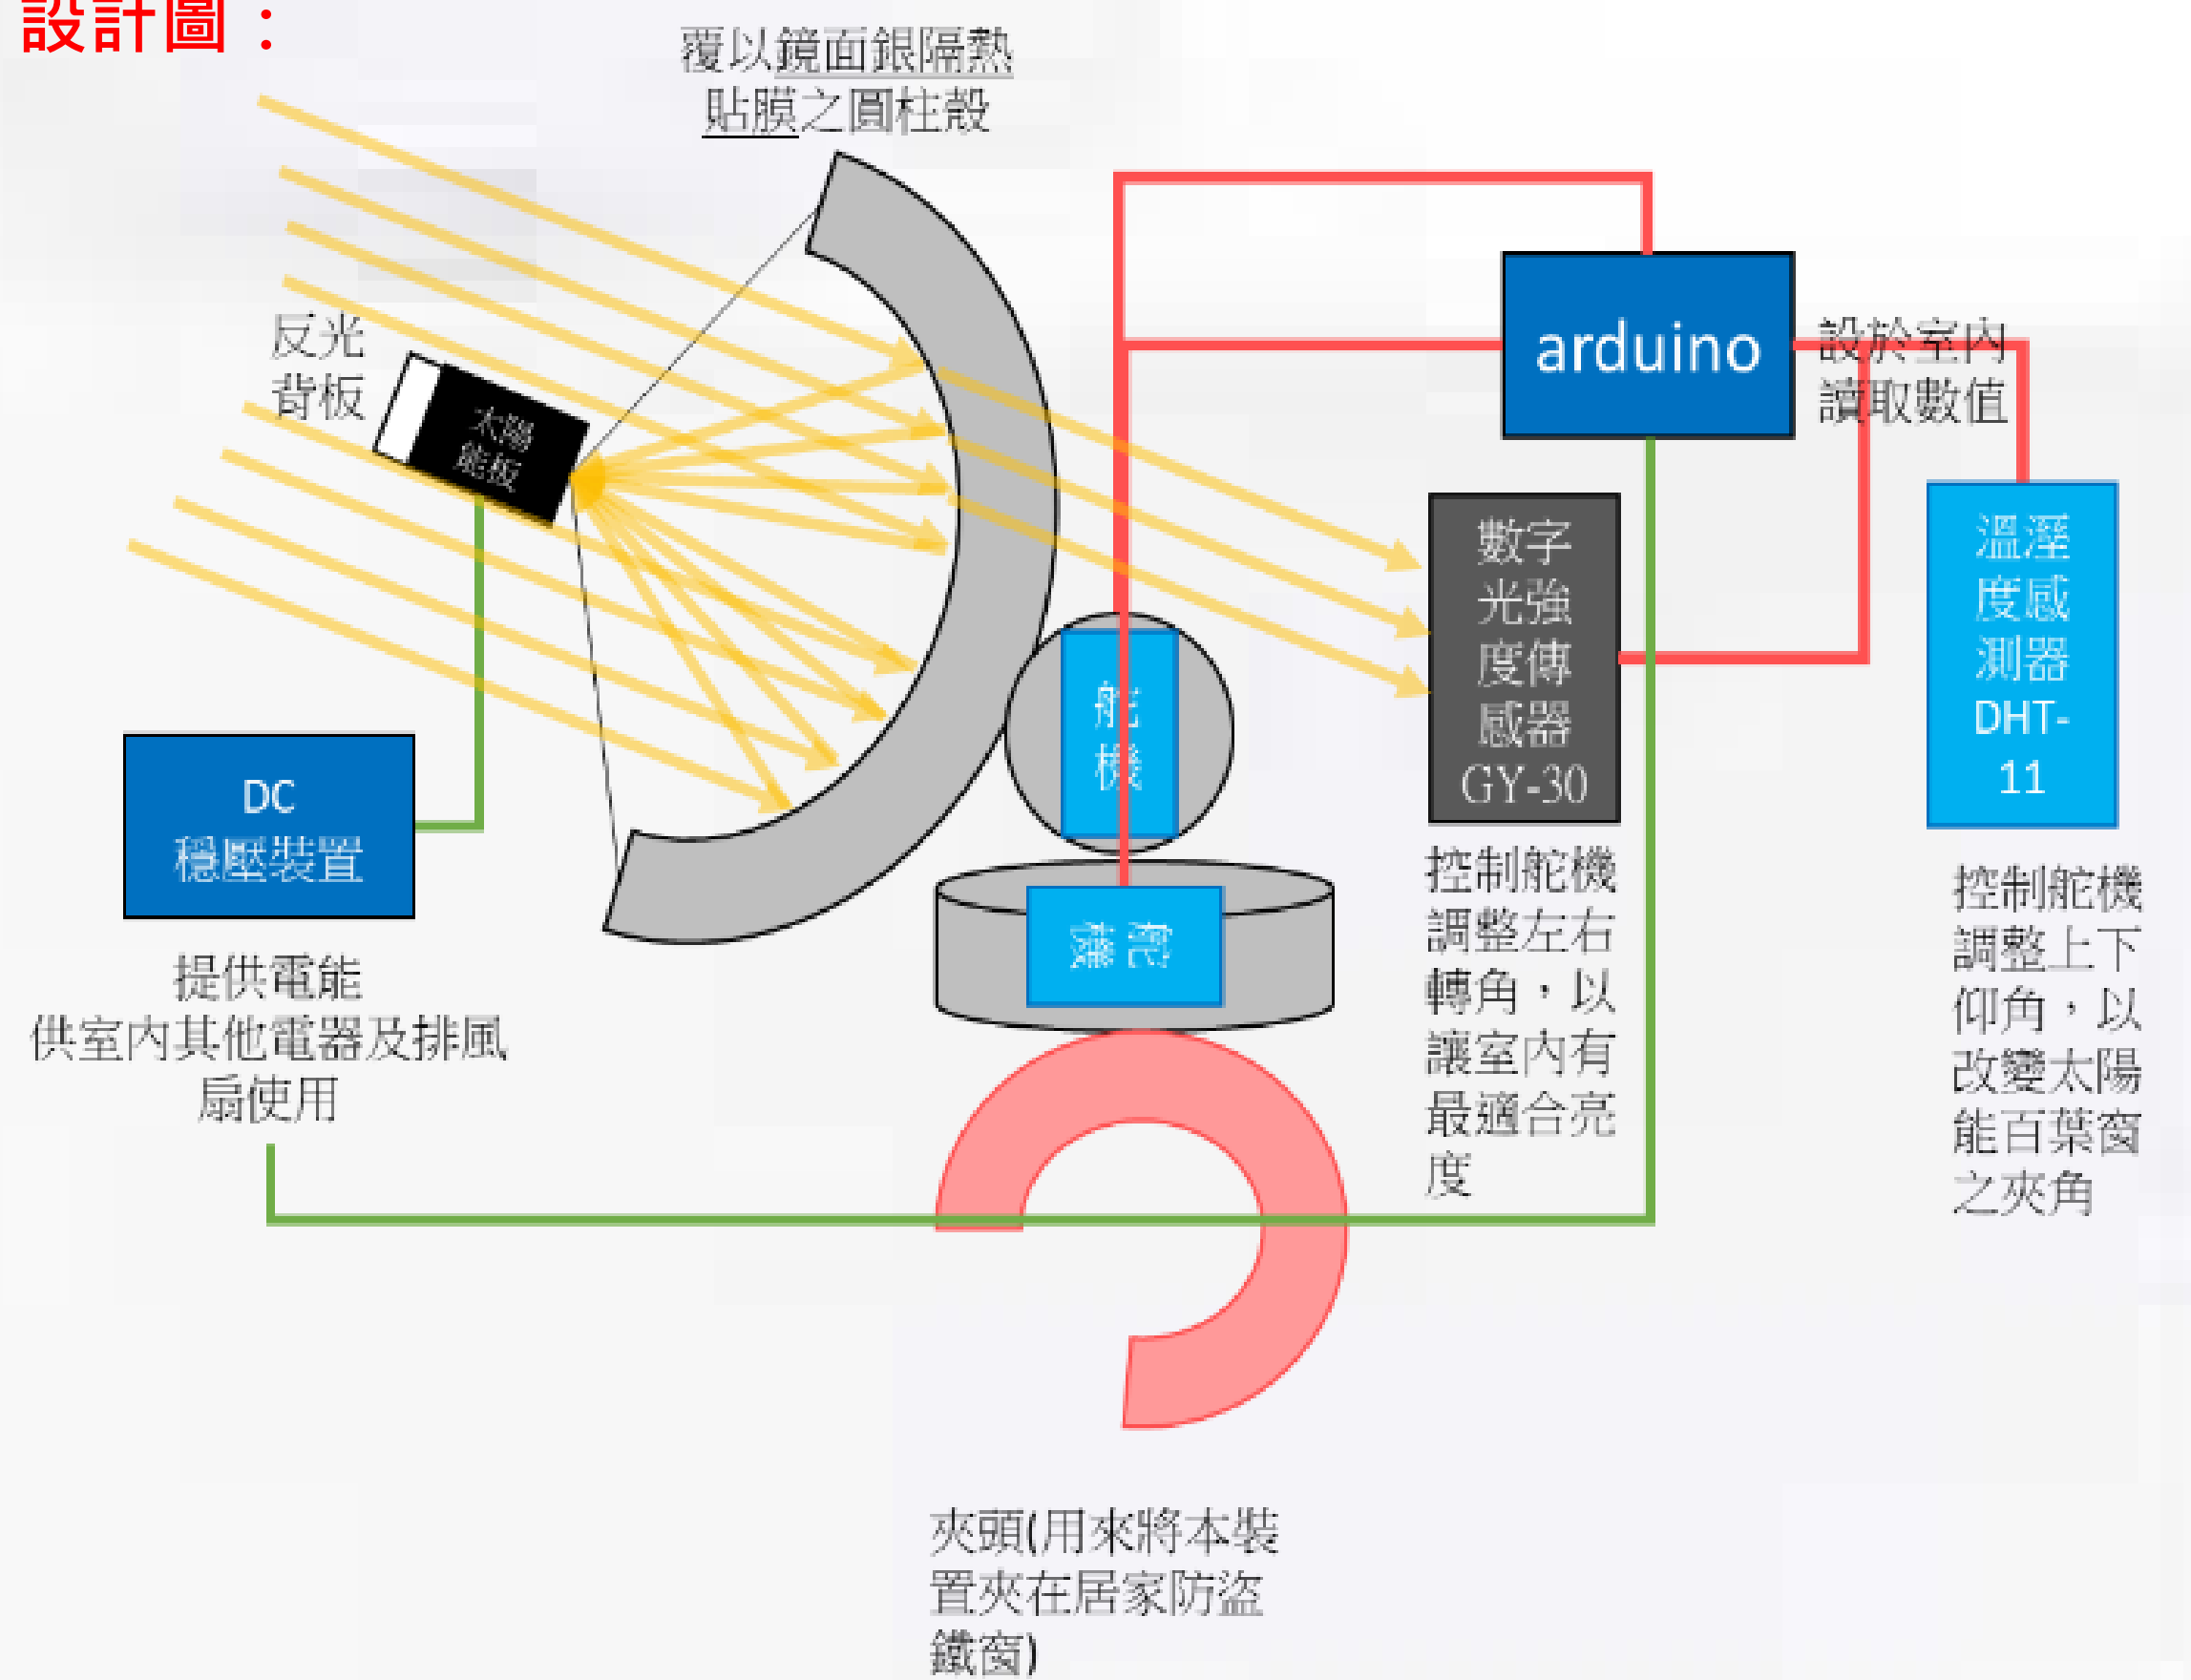 設計圖：
覆以鏡面銀隔熱
貼膜之圓柱殼
反光
背板
太陽
能板
arduino
設於室內
讀取數值
數字
光強
度傳
感器
GY-30
溫溼
度感
測器
DHT-
11
舵
機
舵
機
DC
穩壓裝置
提供電能
供室內其他電器及排風
扇使用
控制舵機
調整左右
轉角，以
讓室內有
最適合亮
度
控制舵機
調整上下
仰角，以
改變太陽
能百葉窗
之夾角
夾頭(用來將本裝
置夾在居家防盜
鐵窗)